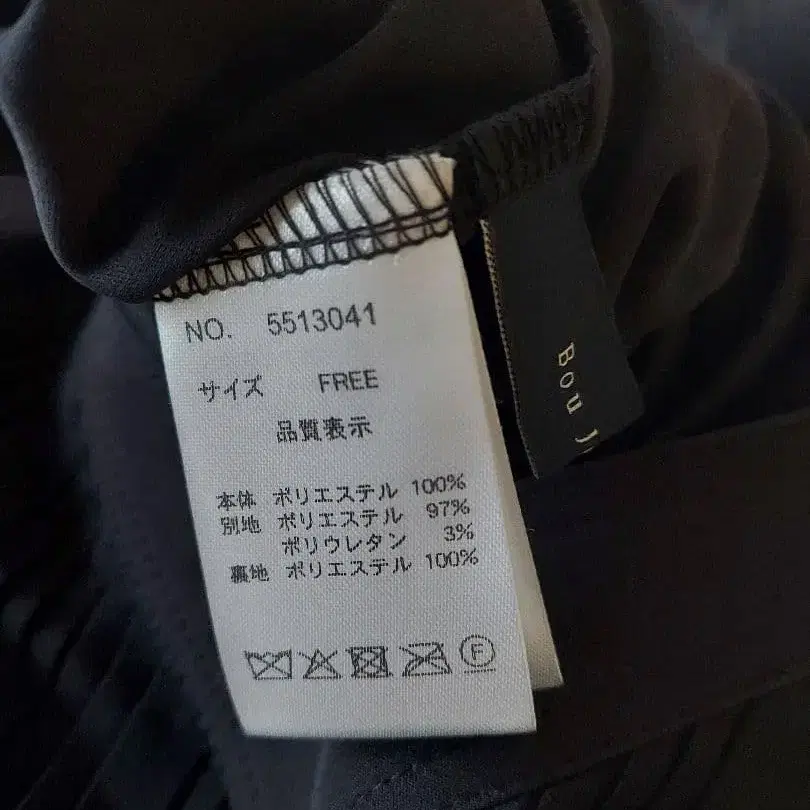 NO. 5513041
サイズ FREE
品質表示
本体 ポリエステル 100%
別地 ポリエステル 97%
ポリウレタン 3%
裏地 ポリエステル 100%
F
Bou